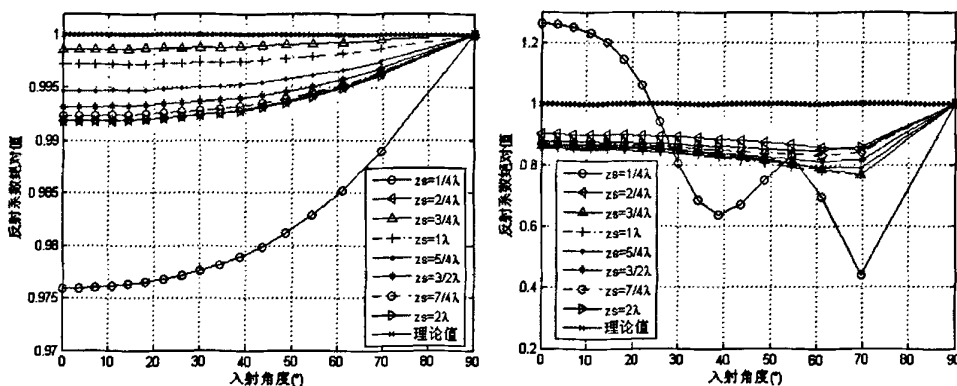 1
0.995
0.99
0.985
0.98
0.975
0.97
0 10 20 30 40 50 60 70 80 90
反射系数绝对值
入射角度(°)
zs=1/4λ
zs=2/4λ
zs=3/4λ
zs=1λ
zs=5/4λ
zs=3/2λ
zs=7/4λ
zs=2λ
理论值
1.2
1
0.8
0.6
0.4
0.2
0 10 20 30 40 50 60 70 80 90
反射系数绝对值
入射角度(°)
zs=1/4λ
zs=2/4λ
zs=3/4λ
zs=1λ
zs=5/4λ
zs=3/2λ
zs=7/4λ
zs=2λ
理论值